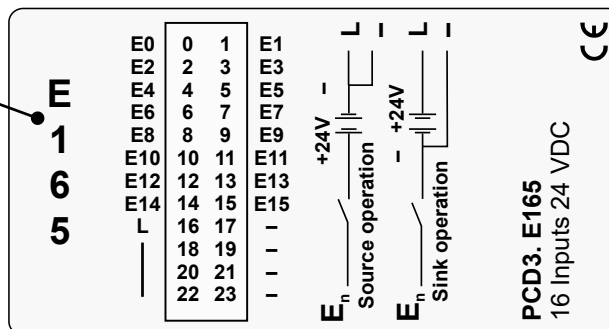 E
1
6
5
E0 0 1 E1
E2 2 3 E3
E4 4 5 E5
E6 6 7 E7
E8 8 9 E9
E10 10 11 E11
E12 12 13 E13
E14 14 15 E15
L 16 17 –
18 19 –
20 21 –
22 23 –
L –
+24V –
En
Source operation
L –
– +24V
En
Sink operation
PCD3. E165
16 Inputs 24 VDC
CE